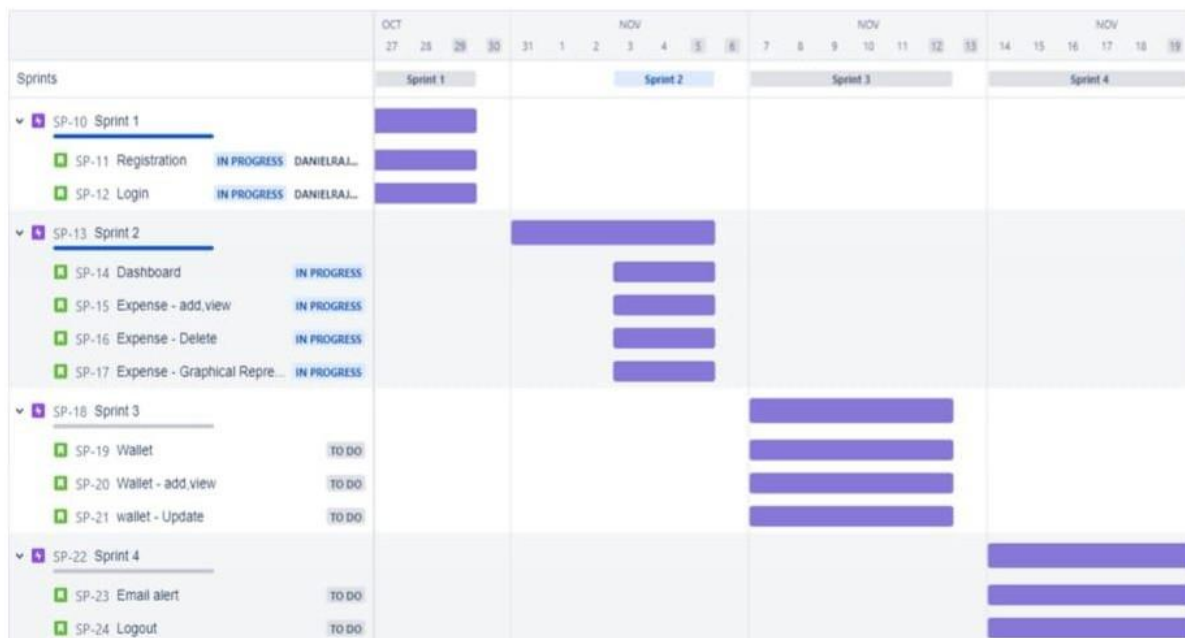 OCT NOV NOV NOV
27 28 29 30 31 1 2 3 4 5 6 7 8 9 10 11 12 13 14 15 16 17 18 19
Sprints Sprint 1 Sprint 2 Sprint 3 Sprint 4
SP-10 Sprint 1
SP-11 Registration IN PROGRESS DANIELRAJ...
SP-12 Login IN PROGRESS DANIELRAJ...
SP-13 Sprint 2
SP-14 Dashboard IN PROGRESS
SP-15 Expense - add,view IN PROGRESS
SP-16 Expense - Delete IN PROGRESS
SP-17 Expense - Graphical Repre... IN PROGRESS
SP-18 Sprint 3
SP-19 Wallet TO DO
SP-20 Wallet - add,view TO DO
SP-21 wallet - Update TO DO
SP-22 Sprint 4
SP-23 Email alert TO DO
SP-24 Logout TO DO